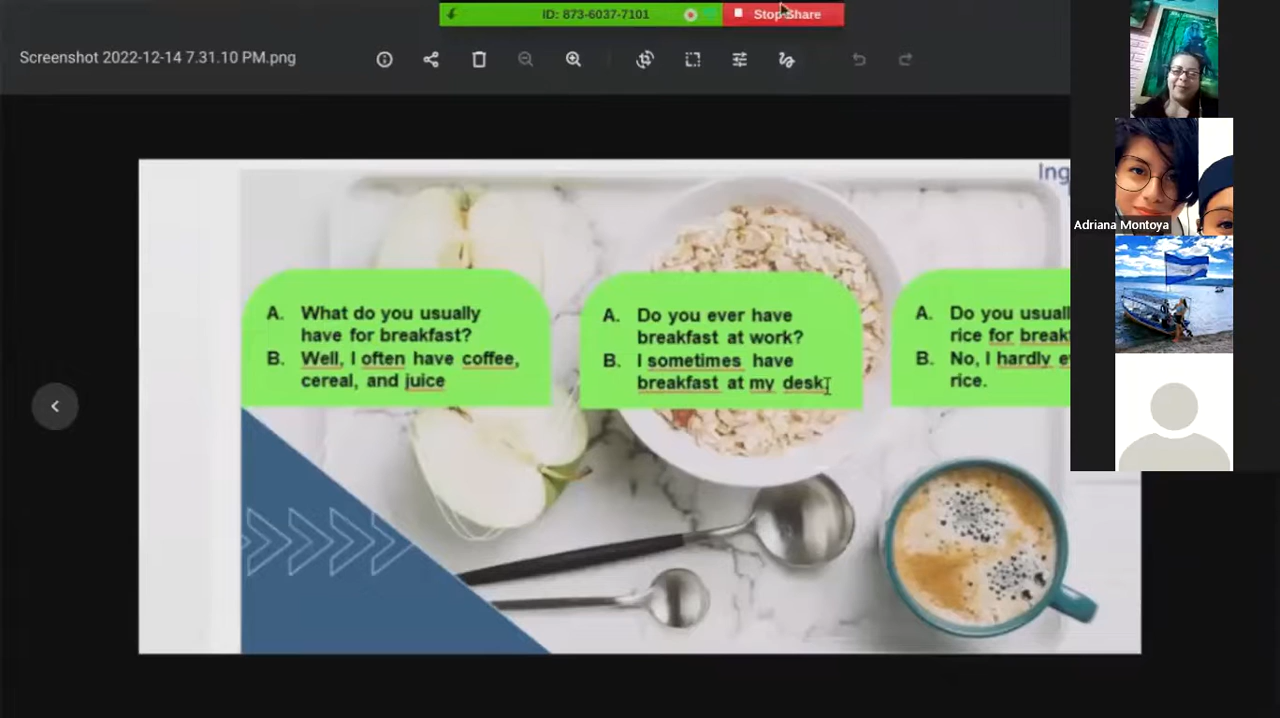 ID: 873-6037-7101
Stop Share
Screenshot 2022-12-14 7.31.10 PM.png
Adriana Montoya
Ing
A. What do you usually
have for breakfast?
B. Well, I often have coffee,
cereal, and juice
A. Do you ever have
breakfast at work?
B. I sometimes have
breakfast at my desk
A. Do you usual
rice for break
B. No, I hardly e
rice.